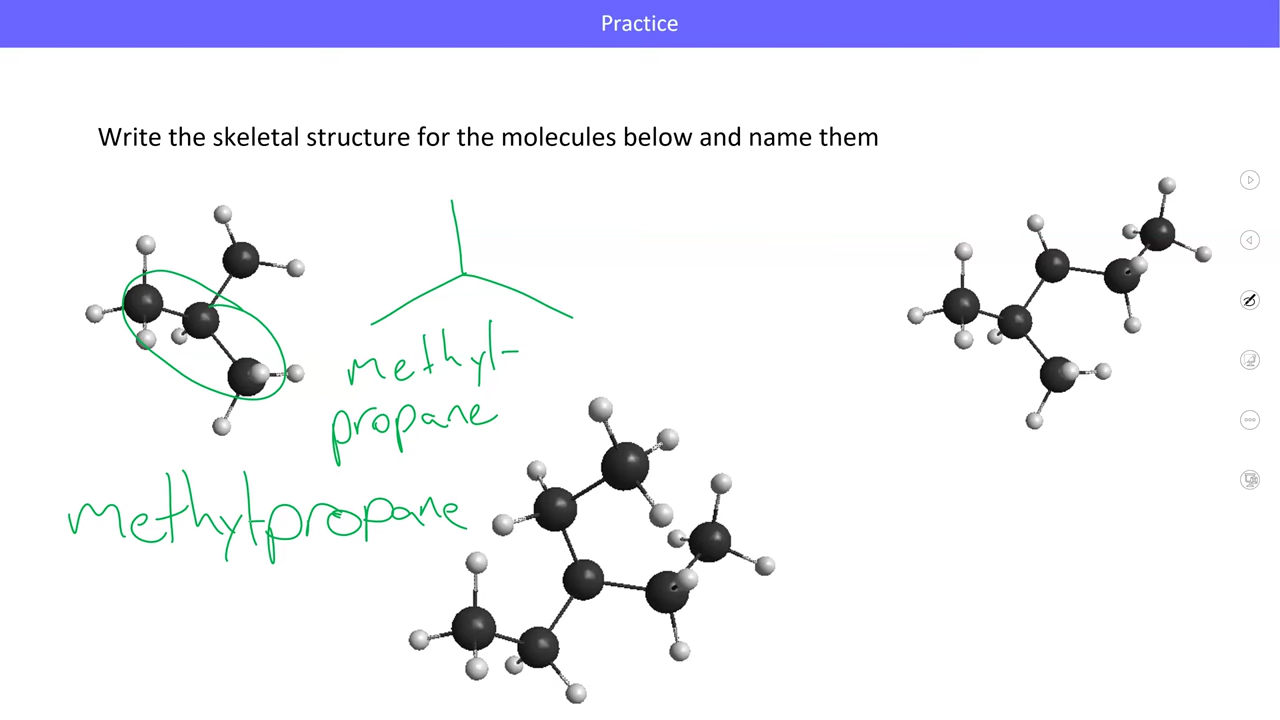 Practice
Write the skeletal structure for the molecules below and name them
methyl-
propane
methylpropane